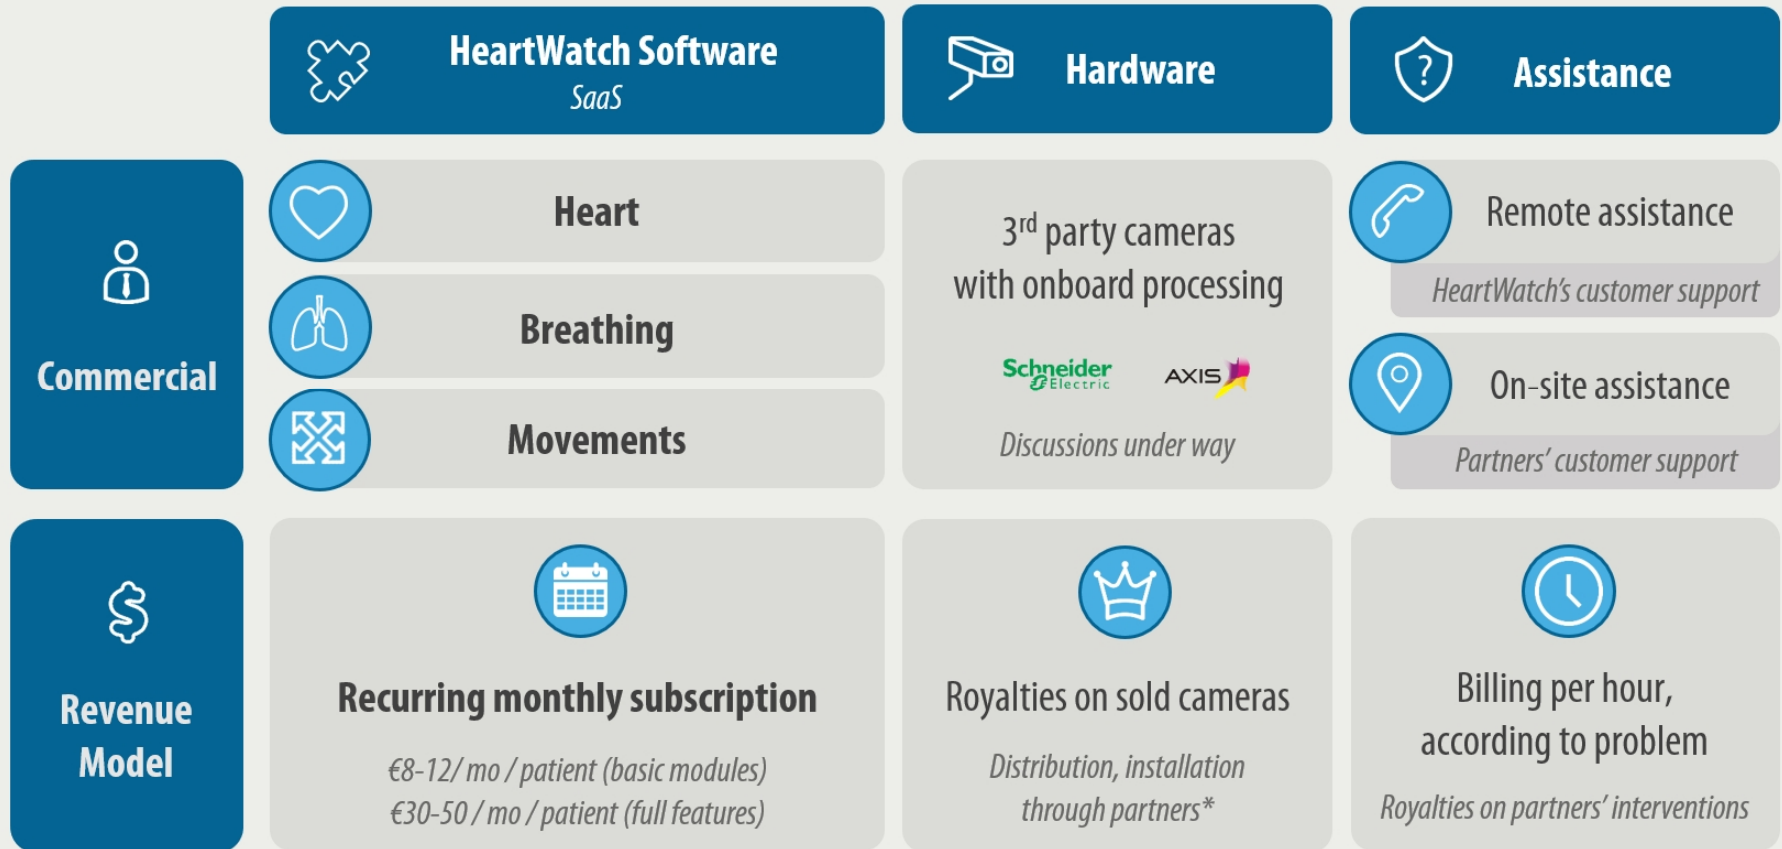 HeartWatch Software
SaaS
Hardware
Assistance
Commercial
Heart
Breathing
Movements
3rd party cameras
with onboard processing
Schneider
Electric
AXIS
Discussions under way
Remote assistance
HeartWatch's customer support
On-site assistance
Partners' customer support
Revenue
Model
Recurring monthly subscription
€8-12/ mo / patient (basic modules)
€30-50 / mo / patient (full features)
Royalties on sold cameras
Distribution, installation
through partners*
Billing per hour,
according to problem
Royalties on partners' interventions